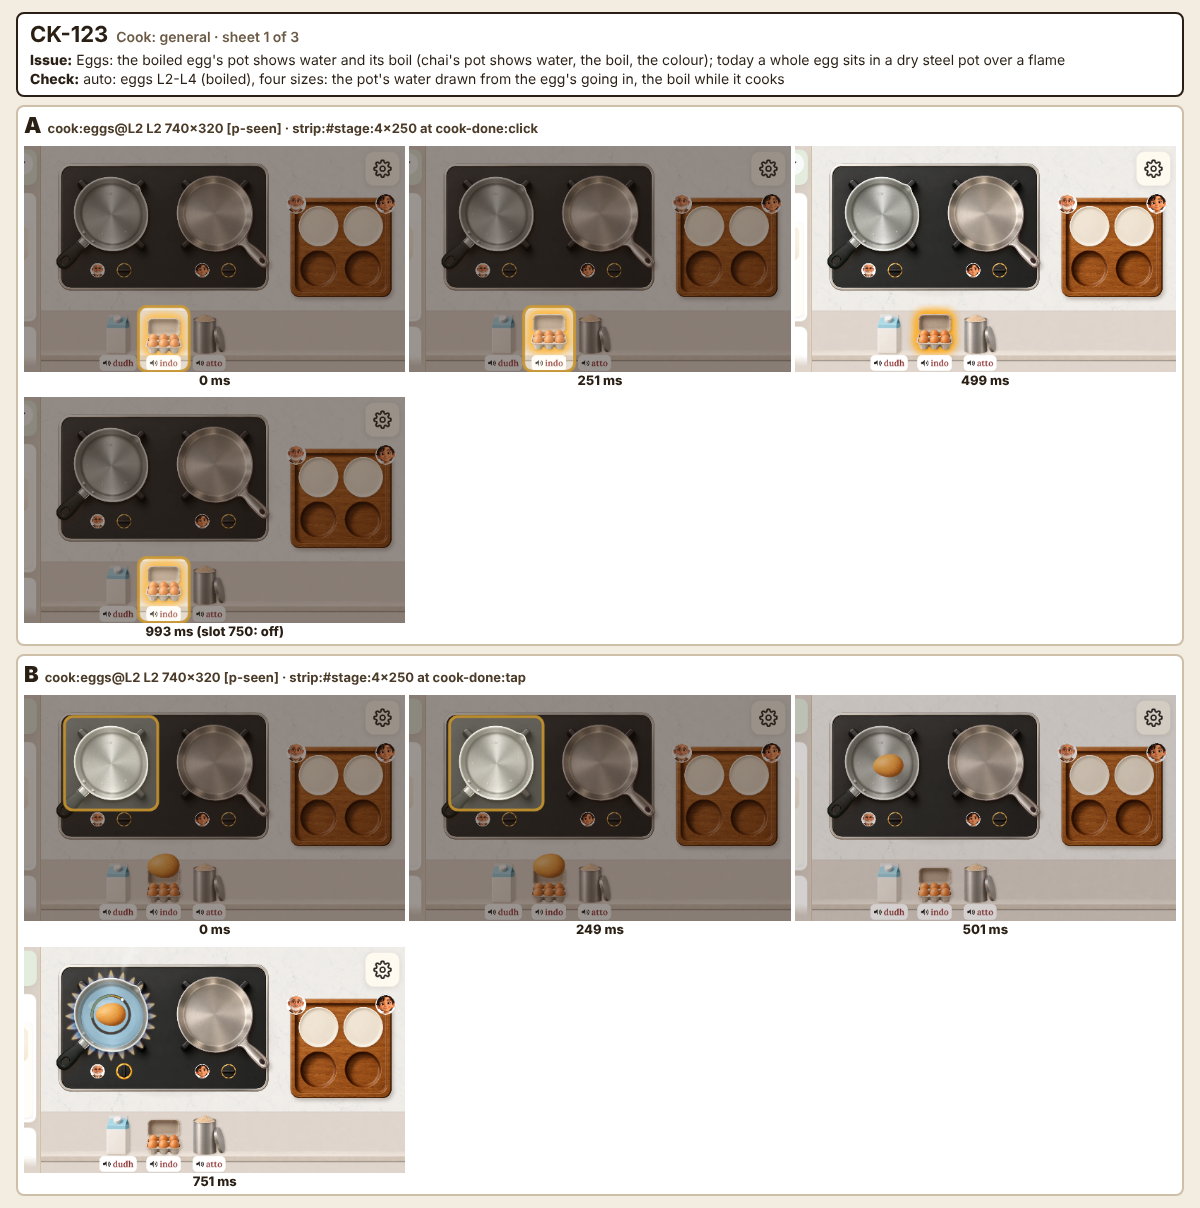 CK-123 Cook: general · sheet 1 of 3
Issue: Eggs: the boiled egg's pot shows water and its boil (chai's pot shows water, the boil, the colour); today a whole egg sits in a dry steel pot over a flame
Check: auto: eggs L2-L4 (boiled), four sizes: the pot's water drawn from the egg's going in, the boil while it cooks
A cook:eggs@L2 L2 740×320 [p-seen] · strip:#stage:4×250 at cook-done:click
dudh indo atto
dudh indo atto
dudh indo atto
0 ms
251 ms
499 ms
dudh indo atto
993 ms (slot 750: off)
B cook:eggs@L2 L2 740×320 [p-seen] · strip:#stage:4×250 at cook-done:tap
dudh indo atto
dudh indo atto
dudh indo atto
0 ms
249 ms
501 ms
dudh indo atto
751 ms